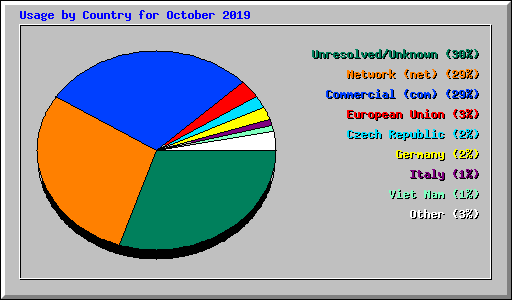 Usage by Country for October 2019
Unresolved/Unknown (30%)
Network (net) (29%)
Commercial (com) (29%)
European Union (3%)
Czech Republic (2%)
Germany (2%)
Italy (1%)
Viet Nam (1%)
Other (3%)